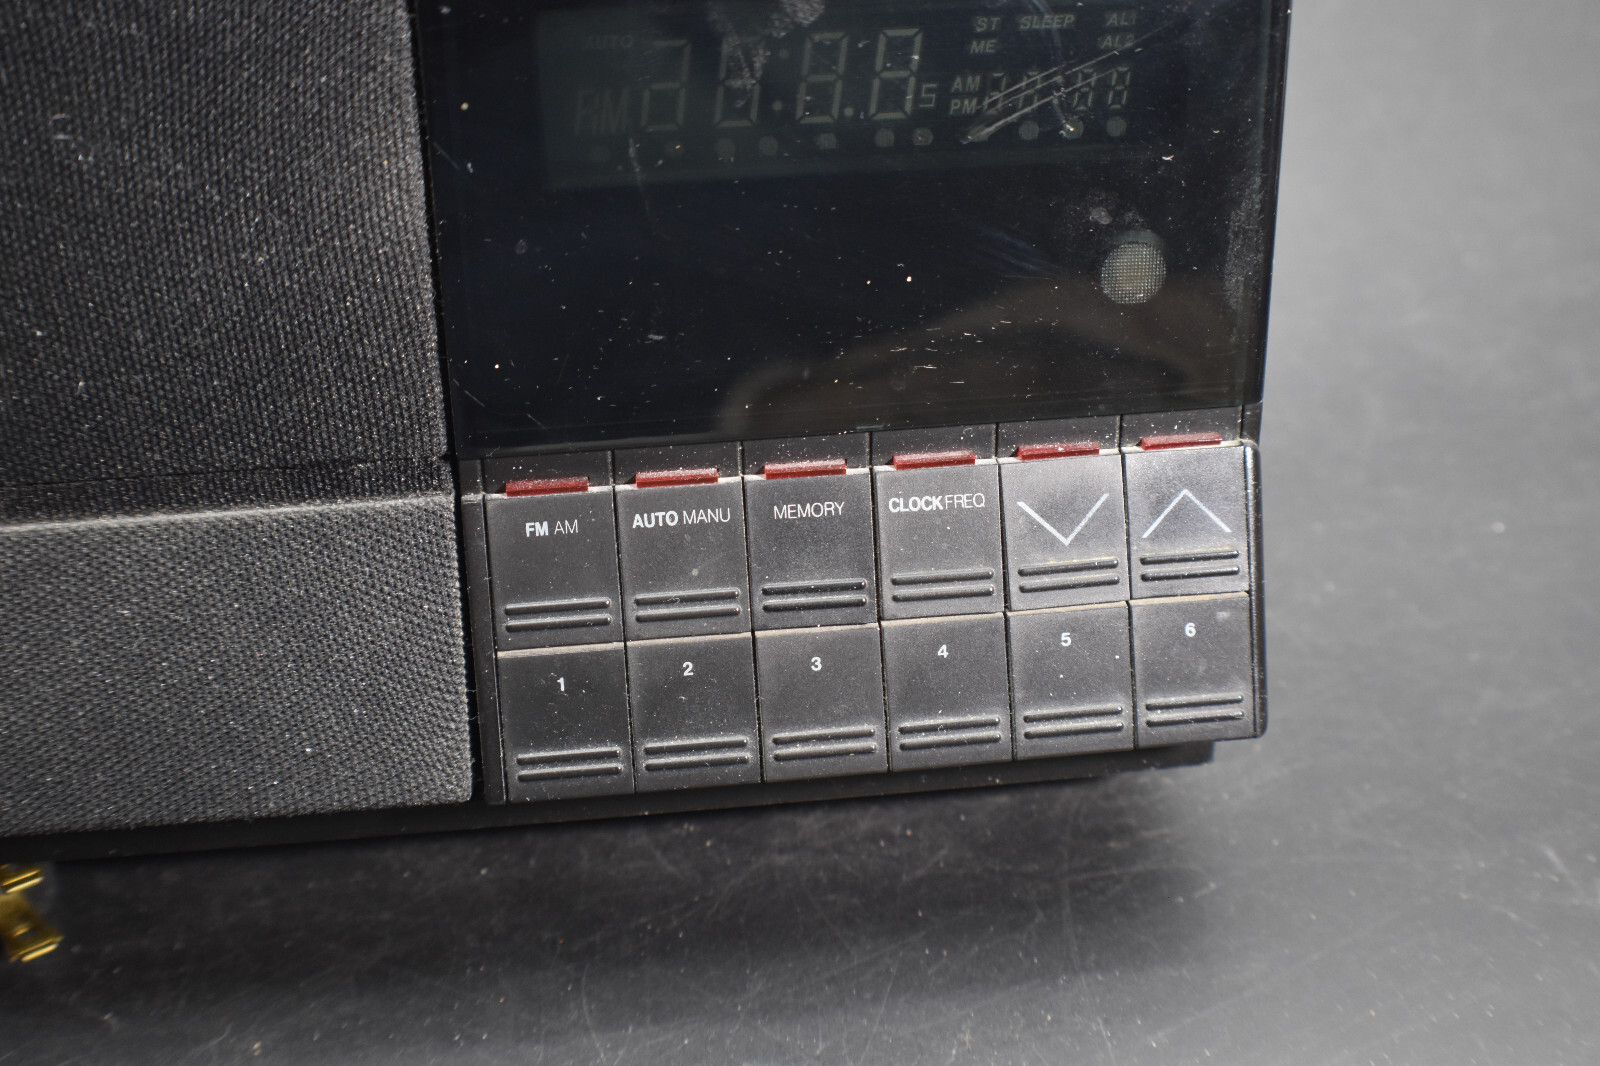 AUTO
ST SLEEP AL1
ME AL2
AM
PM
FM AM
AUTO MANU
MEMORY
CLOCK FREQ
1
2
3
4
5
6